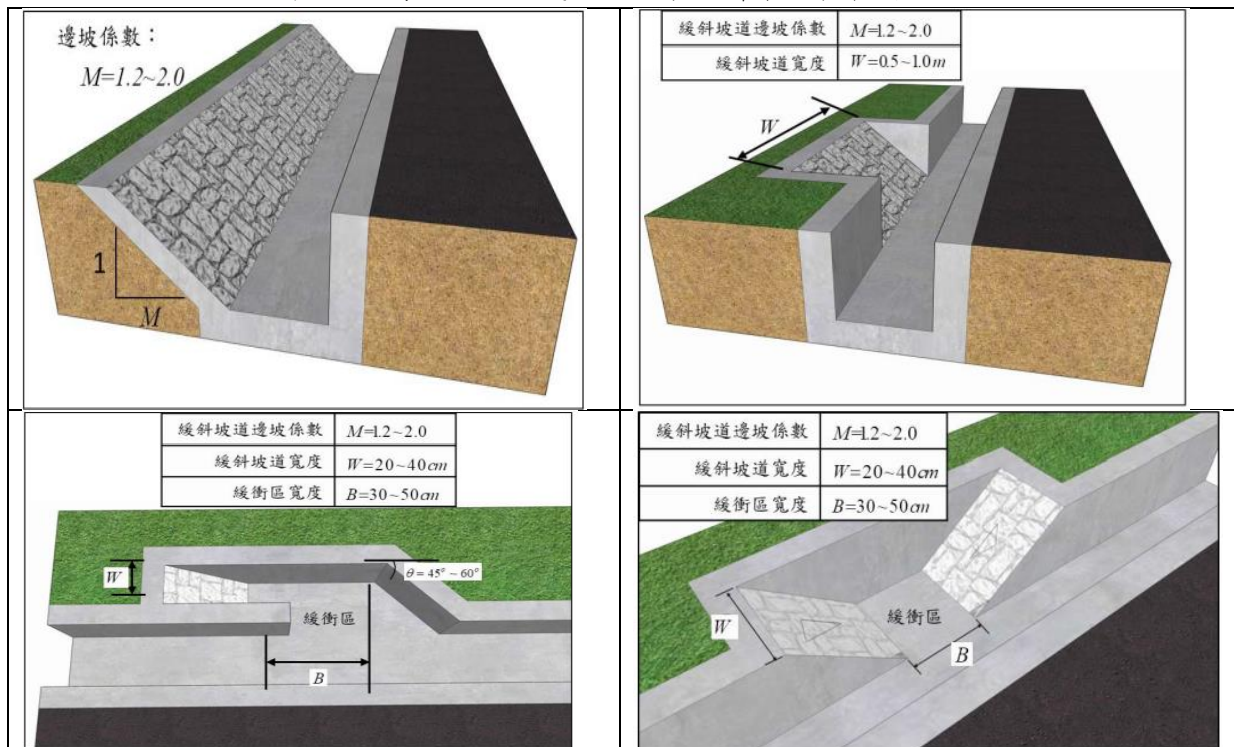 邊坡係數：
M=1.2~2.0
1
M
緩斜坡道邊坡係數 M=1.2~2.0
緩斜坡道寬度 W=0.5~1.0m
W
緩斜坡道邊坡係數 M=1.2~2.0
緩斜坡道寬度 W=20~40cm
緩衝區寬度 B=30~50cm
W
θ=45°~60°
緩衝區
B
緩斜坡道邊坡係數 M=1.2~2.0
緩斜坡道寬度 W=20~40cm
緩衝區寬度 B=30~50cm
W
緩衝區
B